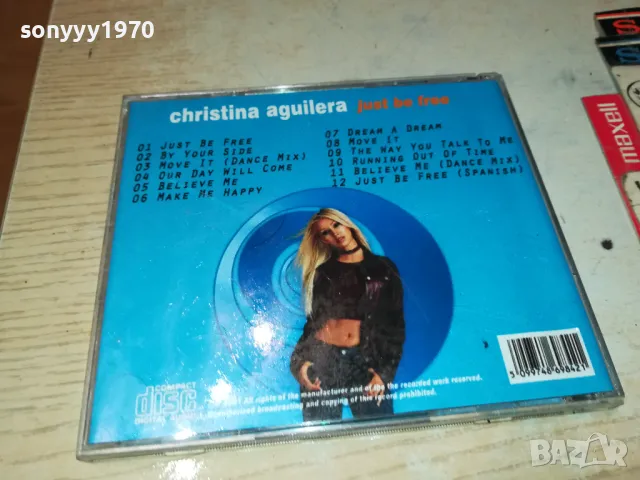 sonyyy1970
christina aguilera just be free
01 Just Be Free
02 By Your Side
03 Move It (Dance Mix)
04 Our Day Will Come
05 Believe Me
06 Make Me Happy
07 Dream A Dream
08 Move It
09 The Way You Talk To Me
10 Running Out Of Time
11 Believe Me (Dance Mix)
12 Just Be Free (Spanish)
maxell
COMPACT
disc
DIGITAL AUDIO
All rights of the manufacturer and of the recorded work reserved.
broadcasting and copying of this record prohibited.
5099748698421
BAZAR
bg